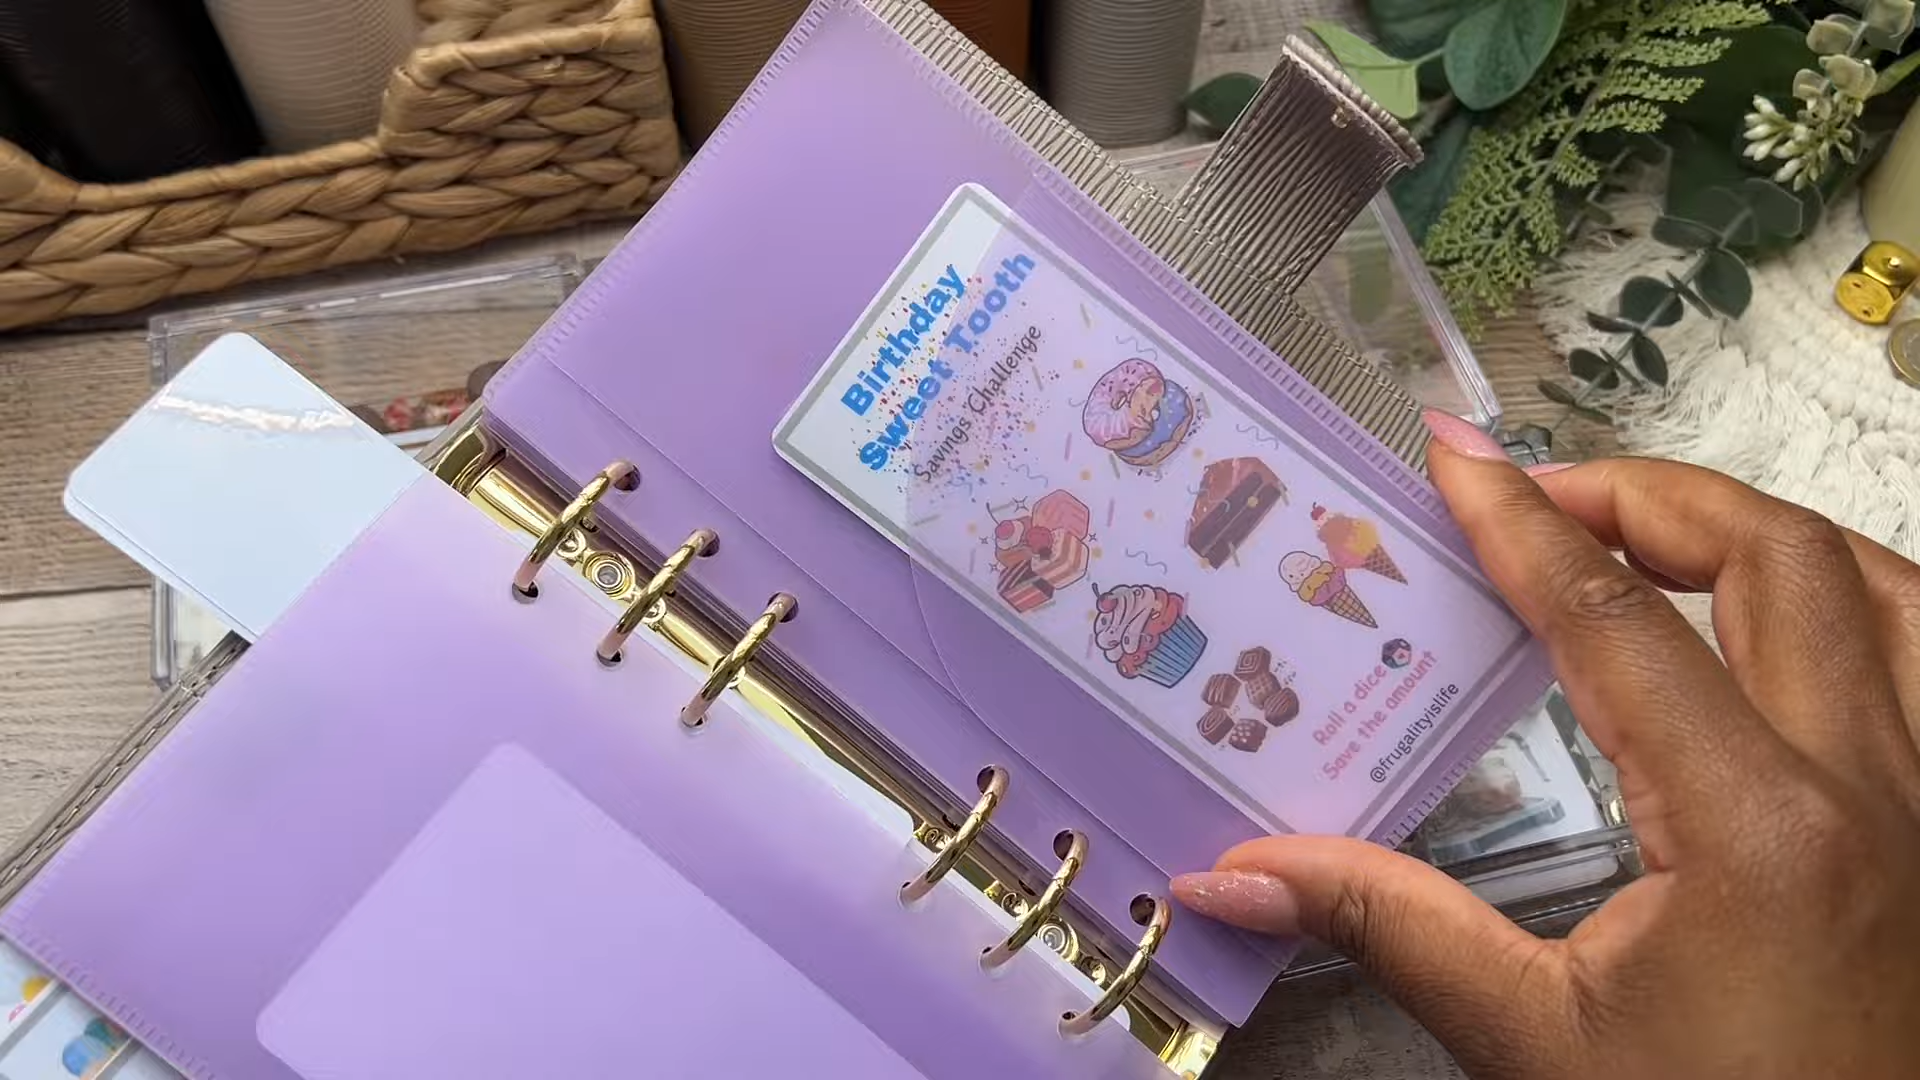 Birthday
Sweet Tooth
Savings Challenge
Roll a dice
Save the amount
@frugalityislife